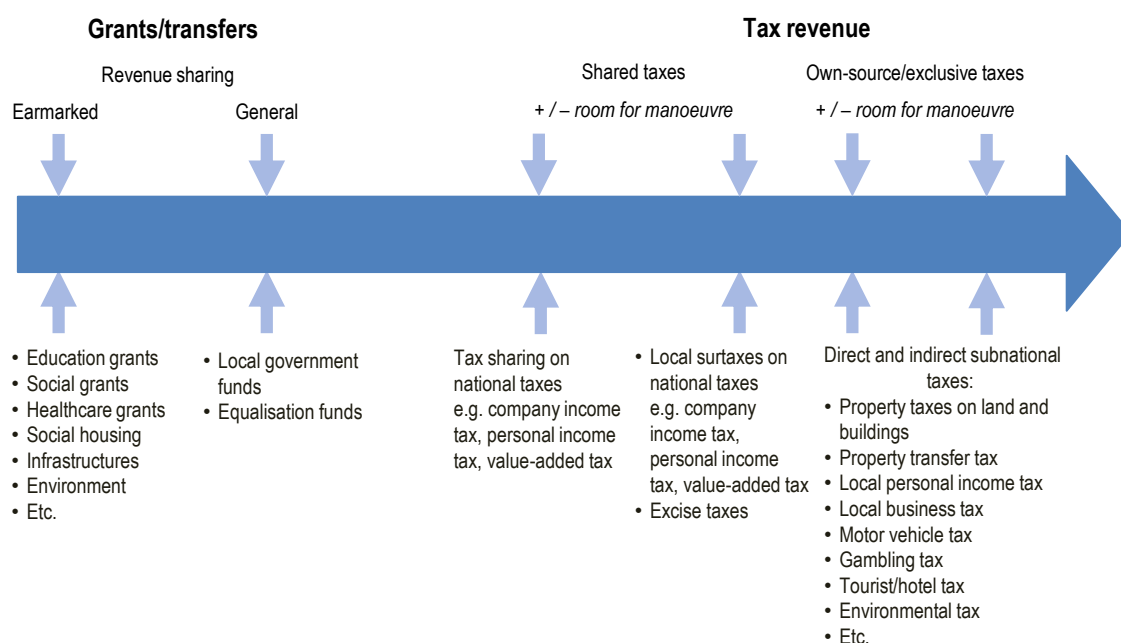 Grants/transfers
Tax revenue
Revenue sharing
Shared taxes
Own-source/exclusive taxes
Earmarked
General
+ / – room for manoeuvre
+ / – room for manoeuvre
• Education grants
• Social grants
• Healthcare grants
• Social housing
• Infrastructures
• Environment
• Etc.
• Local government
funds
• Equalisation funds
Tax sharing on
national taxes
e.g. company income
tax, personal income
tax, value-added tax
• Local surtaxes on
national taxes
e.g. company
income tax,
personal income
tax, value-added tax
• Excise taxes
Direct and indirect subnational
taxes:
• Property taxes on land and
buildings
• Property transfer tax
• Local personal income tax
• Local business tax
• Motor vehicle tax
• Gambling tax
• Tourist/hotel tax
• Environmental tax
• Etc.